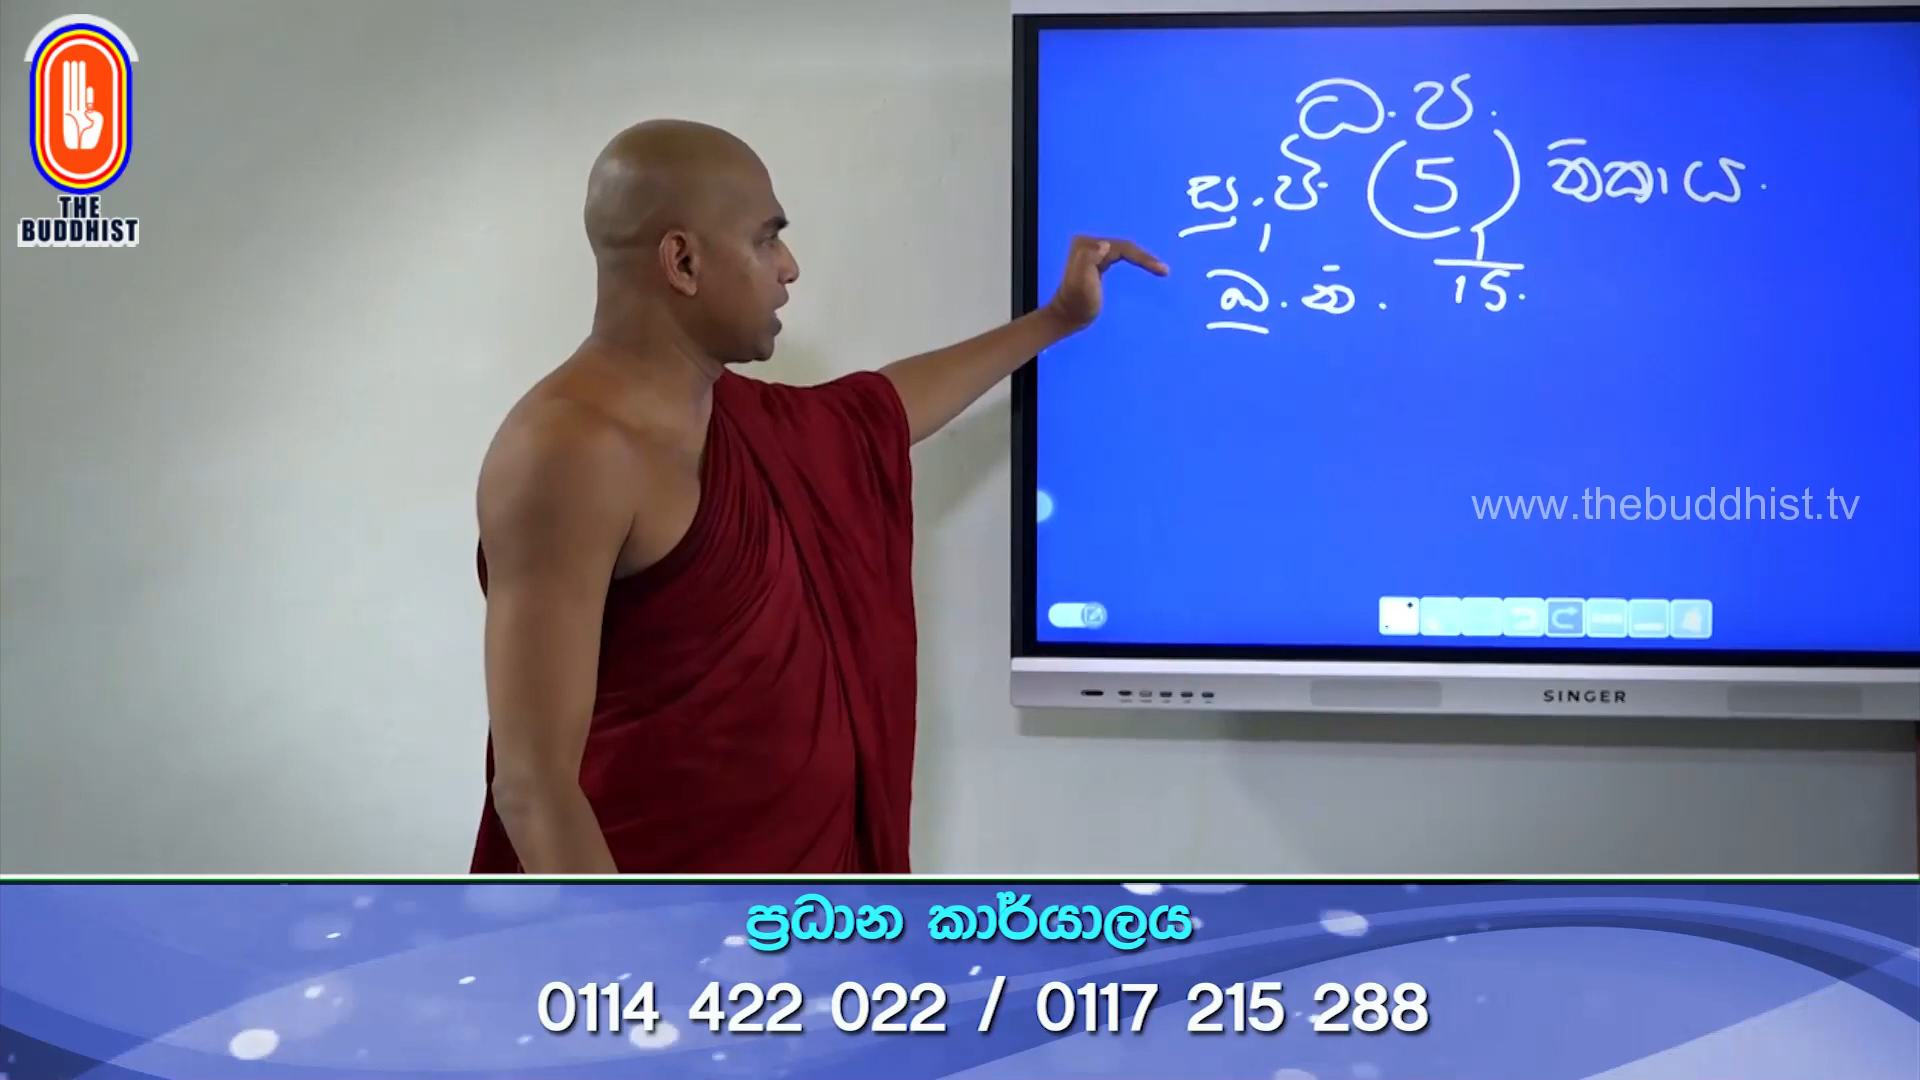 THE
BUDDHIST
ධ. ප.
සු. පි. (5) නිකාය.
ඛු. නි. 15.
www.thebuddhist.tv
SINGER
ප්‍රධාන කාර්යාලය
0114 422 022 / 0117 215 288